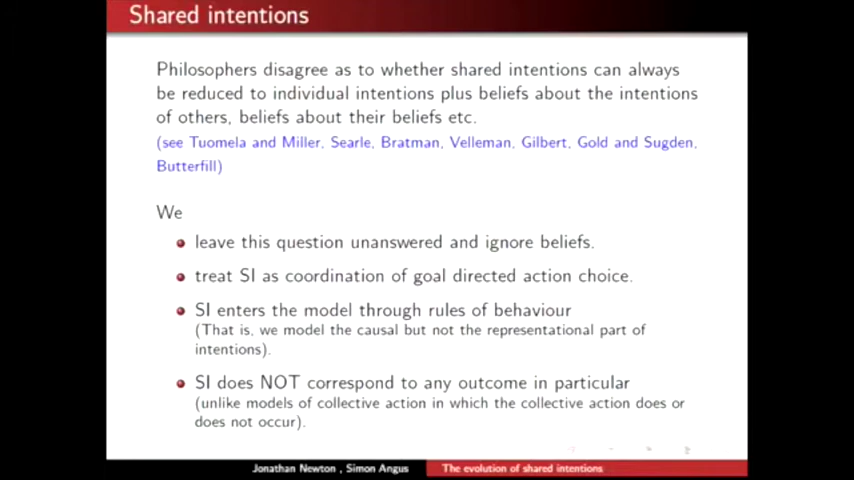 Shared intentions
Philosophers disagree as to whether shared intentions can always
be reduced to individual intentions plus beliefs about the intentions
of others, beliefs about their beliefs etc.
(see Tuomela and Miller, Searle, Bratman, Velleman, Gilbert, Gold and Sugden,
Butterfill)
We
leave this question unanswered and ignore beliefs.
treat SI as coordination of goal directed action choice.
SI enters the model through rules of behaviour
(That is, we model the causal but not the representational part of
intentions).
SI does NOT correspond to any outcome in particular
(unlike models of collective action in which the collective action does or
does not occur).
Jonathan Newton , Simon Angus
The evolution of shared intentions